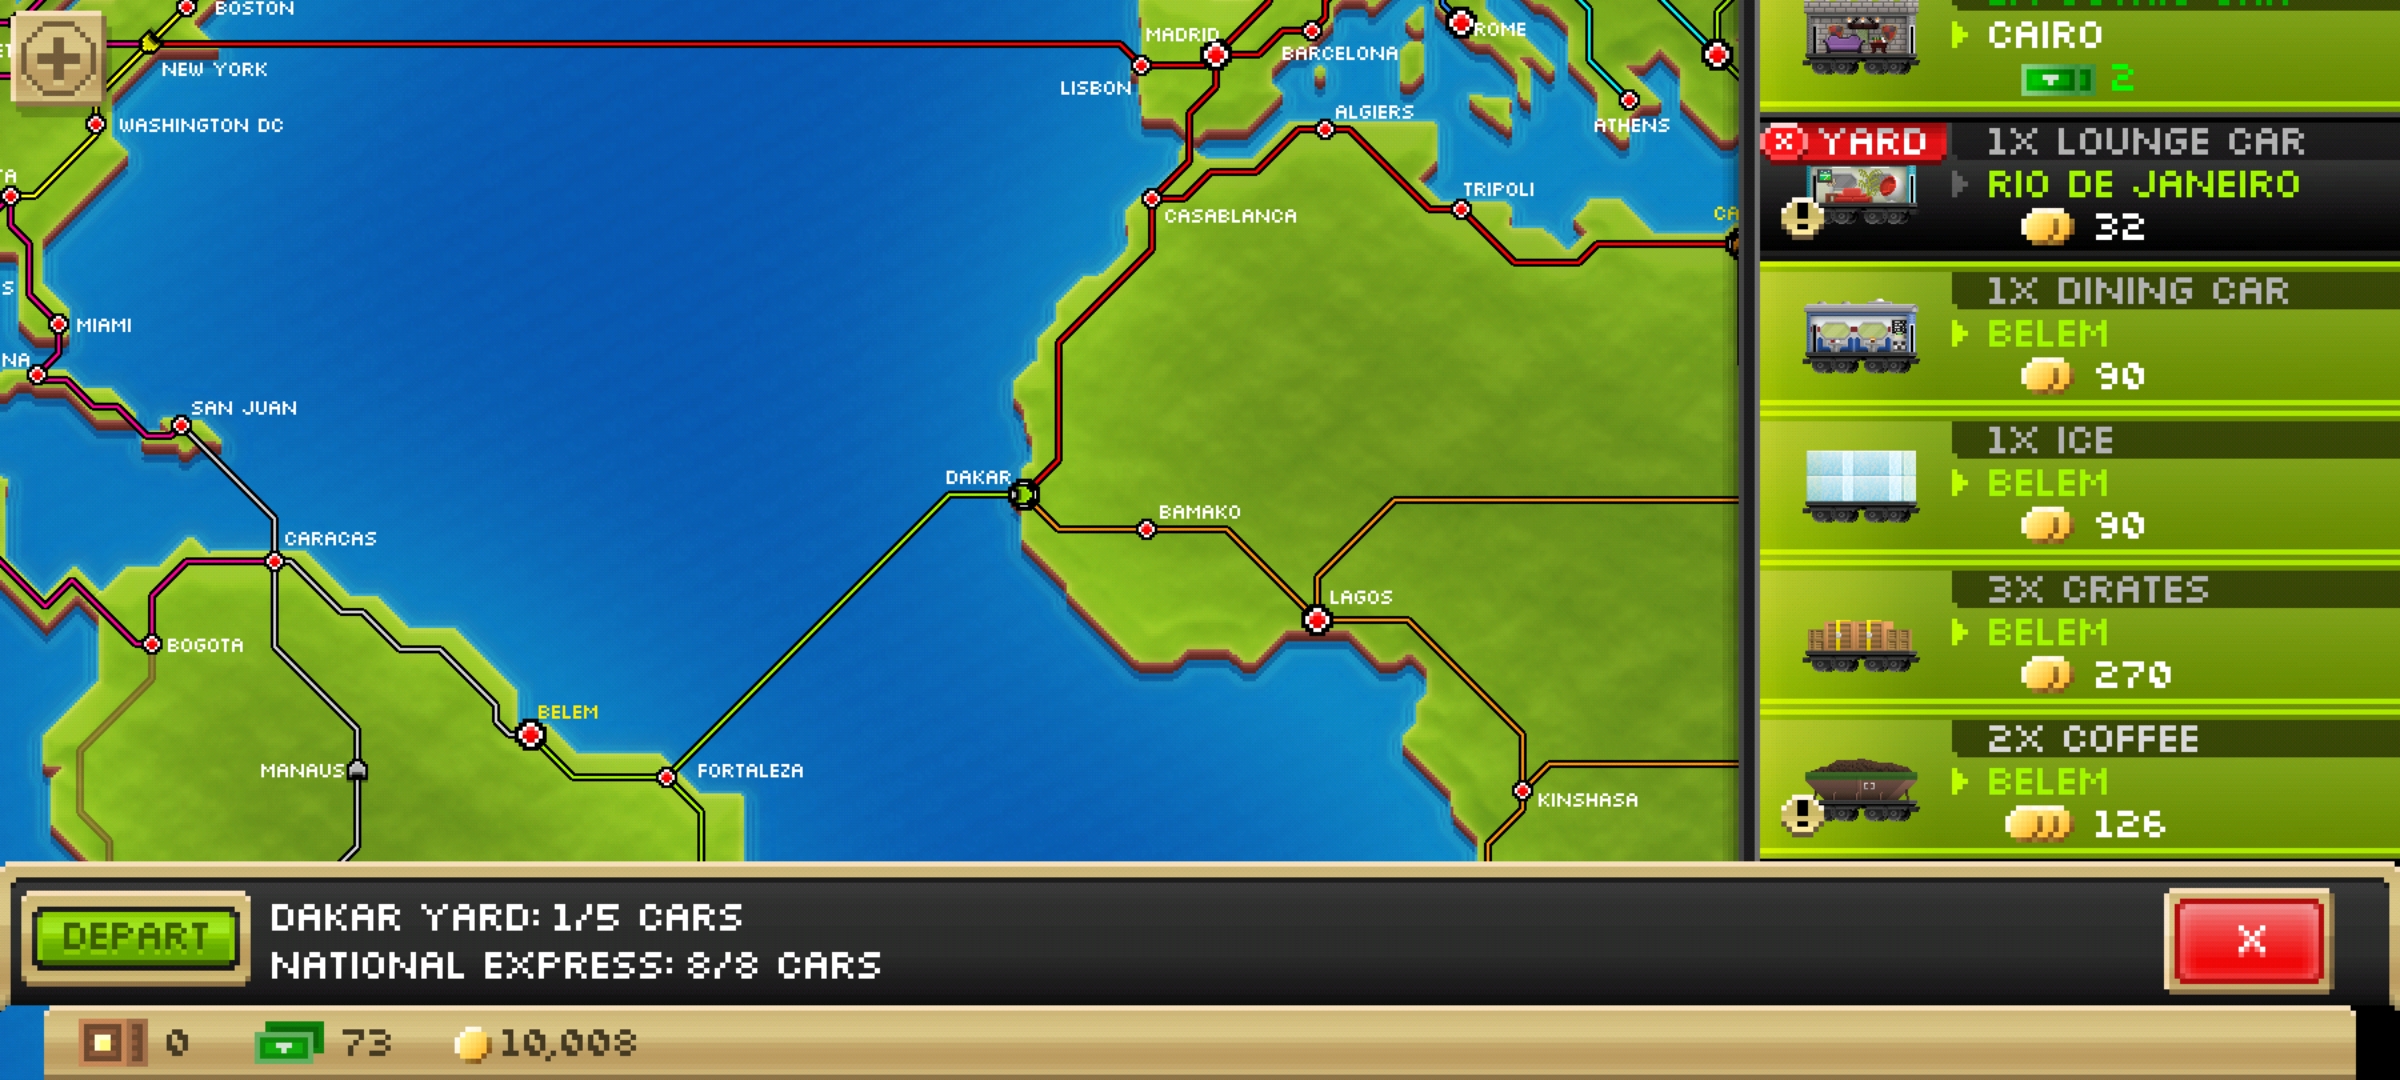 BOSTON
NEW YORK
WASHINGTON DC
MIAMI
SAN JUAN
CARACAS
BOGOTA
MANAUS
BELEM
FORTALEZA
MADRID
LISBON
BARCELONA
ROME
ATHENS
ALGIERS
TRIPOLI
CASABLANCA
DAKAR
BAMAKO
LAGOS
KINSHASA
CAIRO
2
YARD
1X LOUNGE CAR
RIO DE JANEIRO
32
1X DINING CAR
BELEM
90
1X ICE
BELEM
90
3X CRATES
BELEM
270
2X COFFEE
BELEM
126
DEPART
DAKAR YARD: 1/5 CARS
NATIONAL EXPRESS: 8/8 CARS
X
0
73
10,008